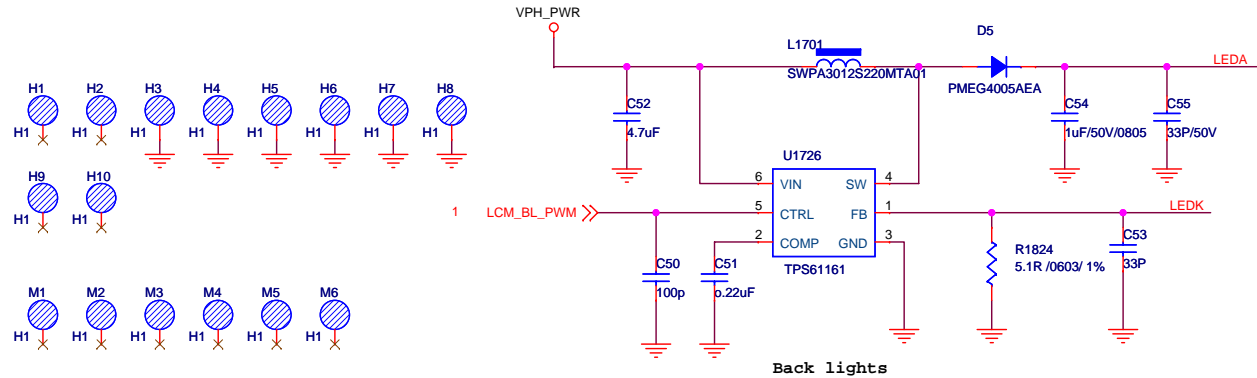 VPH_PWR
L1701
SWPA3012S220MTA01
D5
PMEG4005AEA
LEDA
H1 H2 H3 H4 H5 H6 H7 H8
H1 H1 H1 H1 H1 H1 H1 H1
C52
4.7uF
C54
1uF/50V/0805
C55
33P/50V
U1726
6 VIN SW 4
5 CTRL FB 1
2 COMP GND 3
TPS61161
H9 H10
H1 H1
1 LCM_BL_PWM
LEDK
C50
100p
C51
o.22uF
R1824
5.1R /0603/ 1%
C53
33P
M1 M2 M3 M4 M5 M6
H1 H1 H1 H1 H1 H1
Back lights